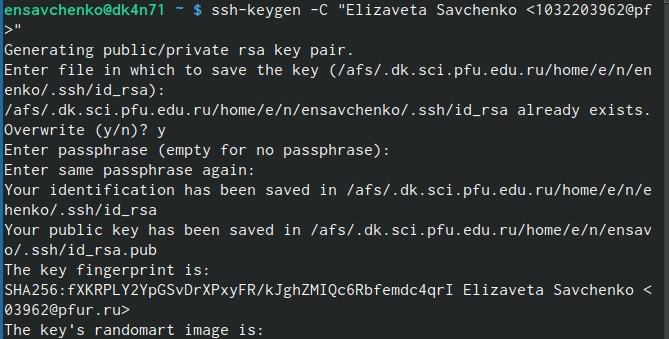 ensavchenko@dk4n71 ~ $ ssh-keygen -C "Elizaveta Savchenko <1032203962@pf
>"
Generating public/private rsa key pair.
Enter file in which to save the key (/afs/.dk.sci.pfu.edu.ru/home/e/n/en
enko/.ssh/id_rsa):
/afs/.dk.sci.pfu.edu.ru/home/e/n/ensavchenko/.ssh/id_rsa already exists.
Overwrite (y/n)? y
Enter passphrase (empty for no passphrase):
Enter same passphrase again:
Your identification has been saved in /afs/.dk.sci.pfu.edu.ru/home/e/n/e
henko/.ssh/id_rsa
Your public key has been saved in /afs/.dk.sci.pfu.edu.ru/home/e/n/ensav
o/.ssh/id_rsa.pub
The key fingerprint is:
SHA256:fXKRPLY2YpGSvDrXPxyFR/kJghZMIQc6Rbfemdc4qrI Elizaveta Savchenko <
03962@pfur.ru>
The key's randomart image is: